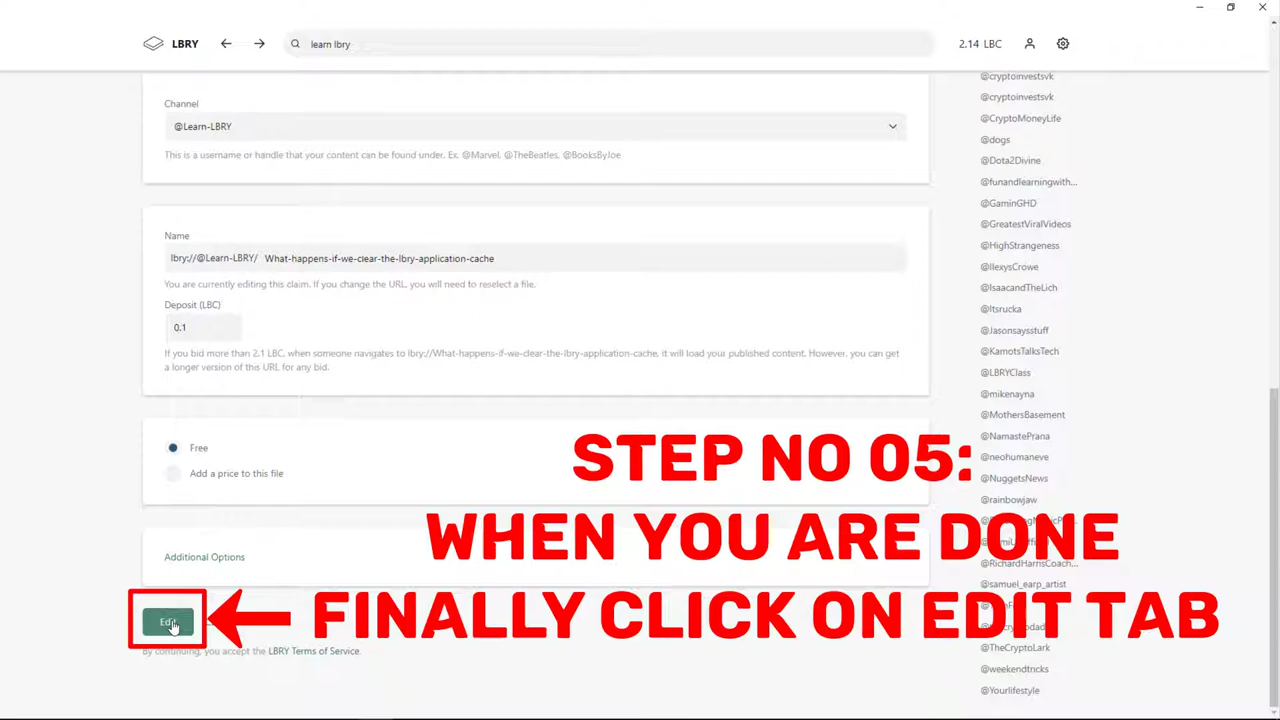 LBRY
learn lbry
2.14 LBC
Channel
@Learn-LBRY
This is a username or handle that your content can be found under. Ex. @Marvel, @TheBeatles, @BooksByJoe
Name
lbry://@Learn-LBRY/ What-happens-if-we-clear-the-lbry-application-cache
You are currently editing this claim. If you change the URL, you will need to reselect a file.
Deposit (LBC)
0.1
If you bid more than 2.1 LBC, when someone navigates to lbry://What-happens-if-we-clear-the-lbry-application-cache, it will load your published content. However, you can get
a longer version of this URL for any bid.
Free
Add a price to this file
Additional Options
Edit
By continuing, you accept the LBRY Terms of Service.
STEP NO 05:
WHEN YOU ARE DONE
FINALLY CLICK ON EDIT TAB
@cryptoinvestsvk
@cryptoinvestsvk
@CryptoMoneyLife
@dogs
@Dota2Divine
@funandlearningwith...
@GaminGHD
@GreatestViralVideos
@HighStrangeness
@IlexysCrowe
@IsaacandTheLich
@Itsrucka
@Jasonsaysstuff
@KamotsTalksTech
@LBRYClass
@mikenayna
@MothersBasement
@NamastePrana
@neohumaneve
@NuggetsNews
@rainbowjaw
@RichardHarrisCoach...
@samuel_earp_artist
@TheCryptoLark
@weekendtricks
@Yourlifestyle